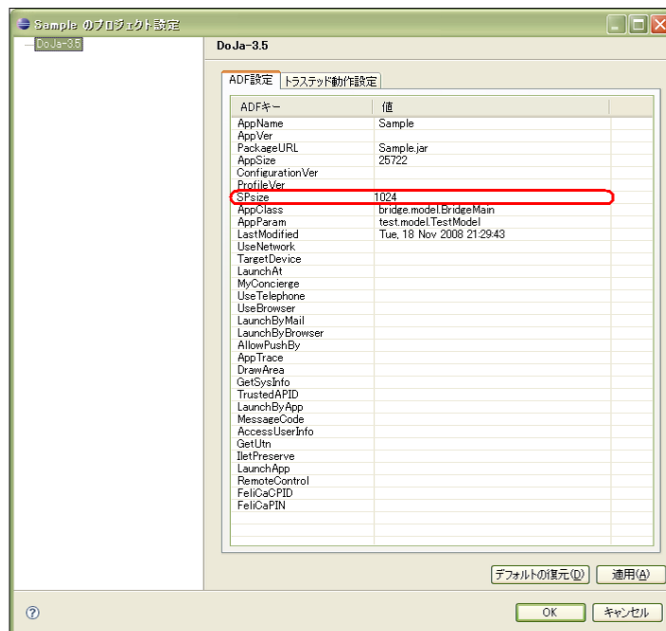 Sample のプロジェクト設定
DoJa-3.5
DoJa-3.5
ADF設定 トラステッド動作設定
ADFキー 値
AppName Sample
AppVer
PackageURL Sample.jar
AppSize 25722
ConfigurationVer
ProfileVer
SPsize 1024
AppClass bridge.model.BridgeMain
AppParam test.model.TestModel
LastModified Tue, 18 Nov 2008 21:29:43
UseNetwork
TargetDevice
LaunchAt
MyConcierge
UseTelephone
UseBrowser
LaunchByMail
LaunchByBrowser
AllowPushBy
AppTrace
DrawArea
GetSysInfo
TrustedAPID
LaunchByApp
MessageCode
AccessUserInfo
GetUtn
IletPreserve
LaunchApp
RemoteControl
FeliCaCPID
FeliCaPIN
デフォルトの復元(D) 適用(A)
OK キャンセル